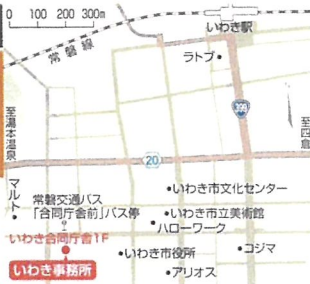 0 100 200 300m
いわき駅
常磐線
ラトブ
399
至湯本温泉
至四倉
20
マルト
常磐交通バス
「合同庁舎前」バス停
いわき市文化センター
いわき市立美術館
ハローワーク
いわき合同庁舎1F
いわき市役所
コジマ
いわき事務所
アリオス